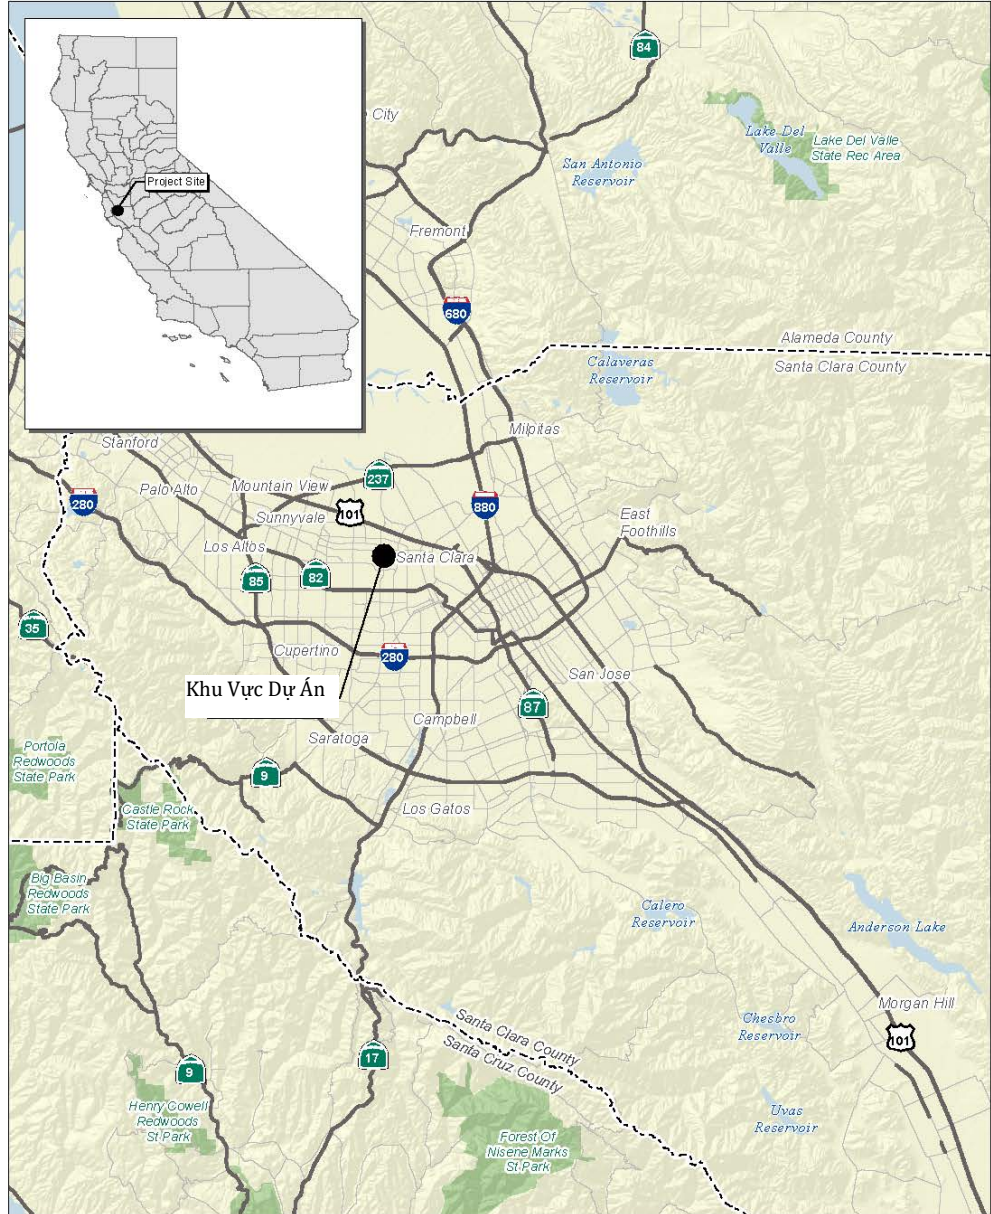 Project Site
84
City
Lake Del
Valle
Lake Del Valle
State Rec Area
San Antonio
Reservoir
Fremont
680
Alameda County
Santa Clara County
Calaveras
Reservoir
Milpitas
Stanford
237
Palo Alto
Mountain View
280
101
880
Sunnyvale
East
Foothills
Los Altos
Santa Clara
85
82
35
Cupertino
280
San Jose
Khu Vực Dự Án
87
Campbell
Saratoga
Portola
Redwoods
State Park
9
Castle Rock
State Park
Los Gatos
Big Basin
Redwoods
State Park
Calero
Reservoir
Anderson Lake
Morgan Hill
Chesbro
Reservoir
Santa Clara County
Santa Cruz County
101
17
9
Henry Cowell
Redwoods
St Park
Uvas
Reservoir
Forest Of
Nisene Marks
St Park